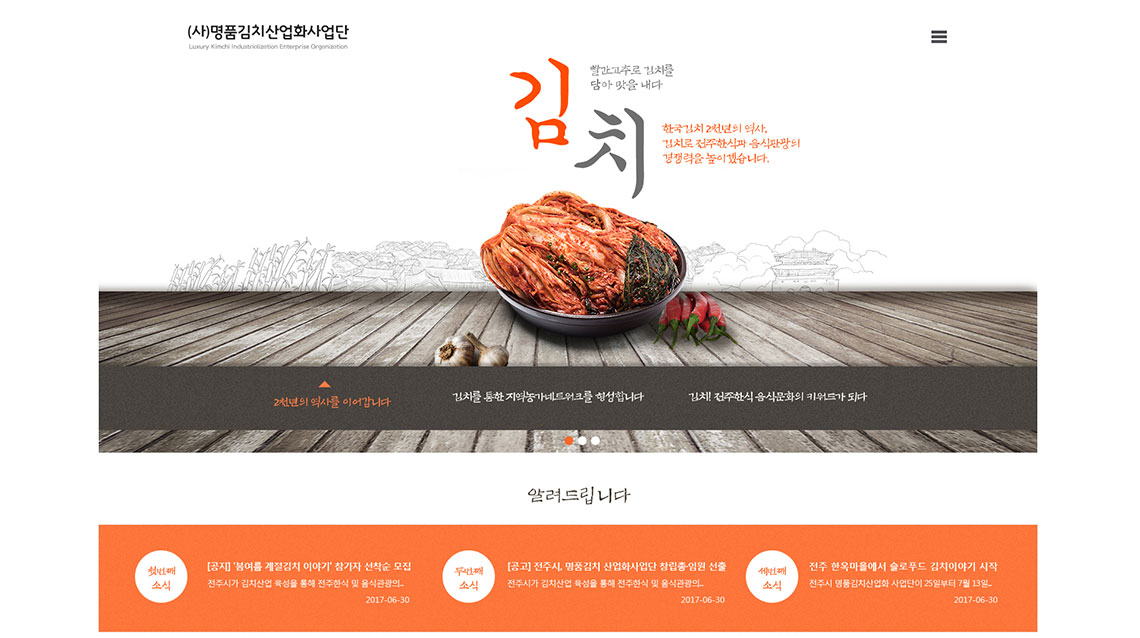 (사)명품김치산업화사업단
Luxury Kimchi Industriolization Enterprise Organization
김치
빨간고추로 김치를
담아 맛을 내다
한국김치 2천년의 역사,
김치로 전주한식과 음식관광의
경쟁력을 높이겠습니다.
2천년의 역사를 이어갑니다
김치를 통한 지역농가네트워크를 형성합니다
김치! 전주한식 음식문화의 키워드가 되다
알려드립니다
첫번째
소식
[공지] '봄여름 계절김치 이야기' 참가자 선착순 모집
전주시가 김치산업 육성을 통해 전주한식 및 음식관광의..
2017-06-30
두번째
소식
[공고] 전주시, 명품김치 산업화사업단 창립총·임원 선출
전주시가 김치산업 육성을 통해 전주한식 및 음식관광의..
2017-06-30
세번째
소식
전주 한옥마을에서 슬로푸드 김치이야기 시작
전주시 명품김치산업화 사업단이 25일부터 7월 13일..
2017-06-30